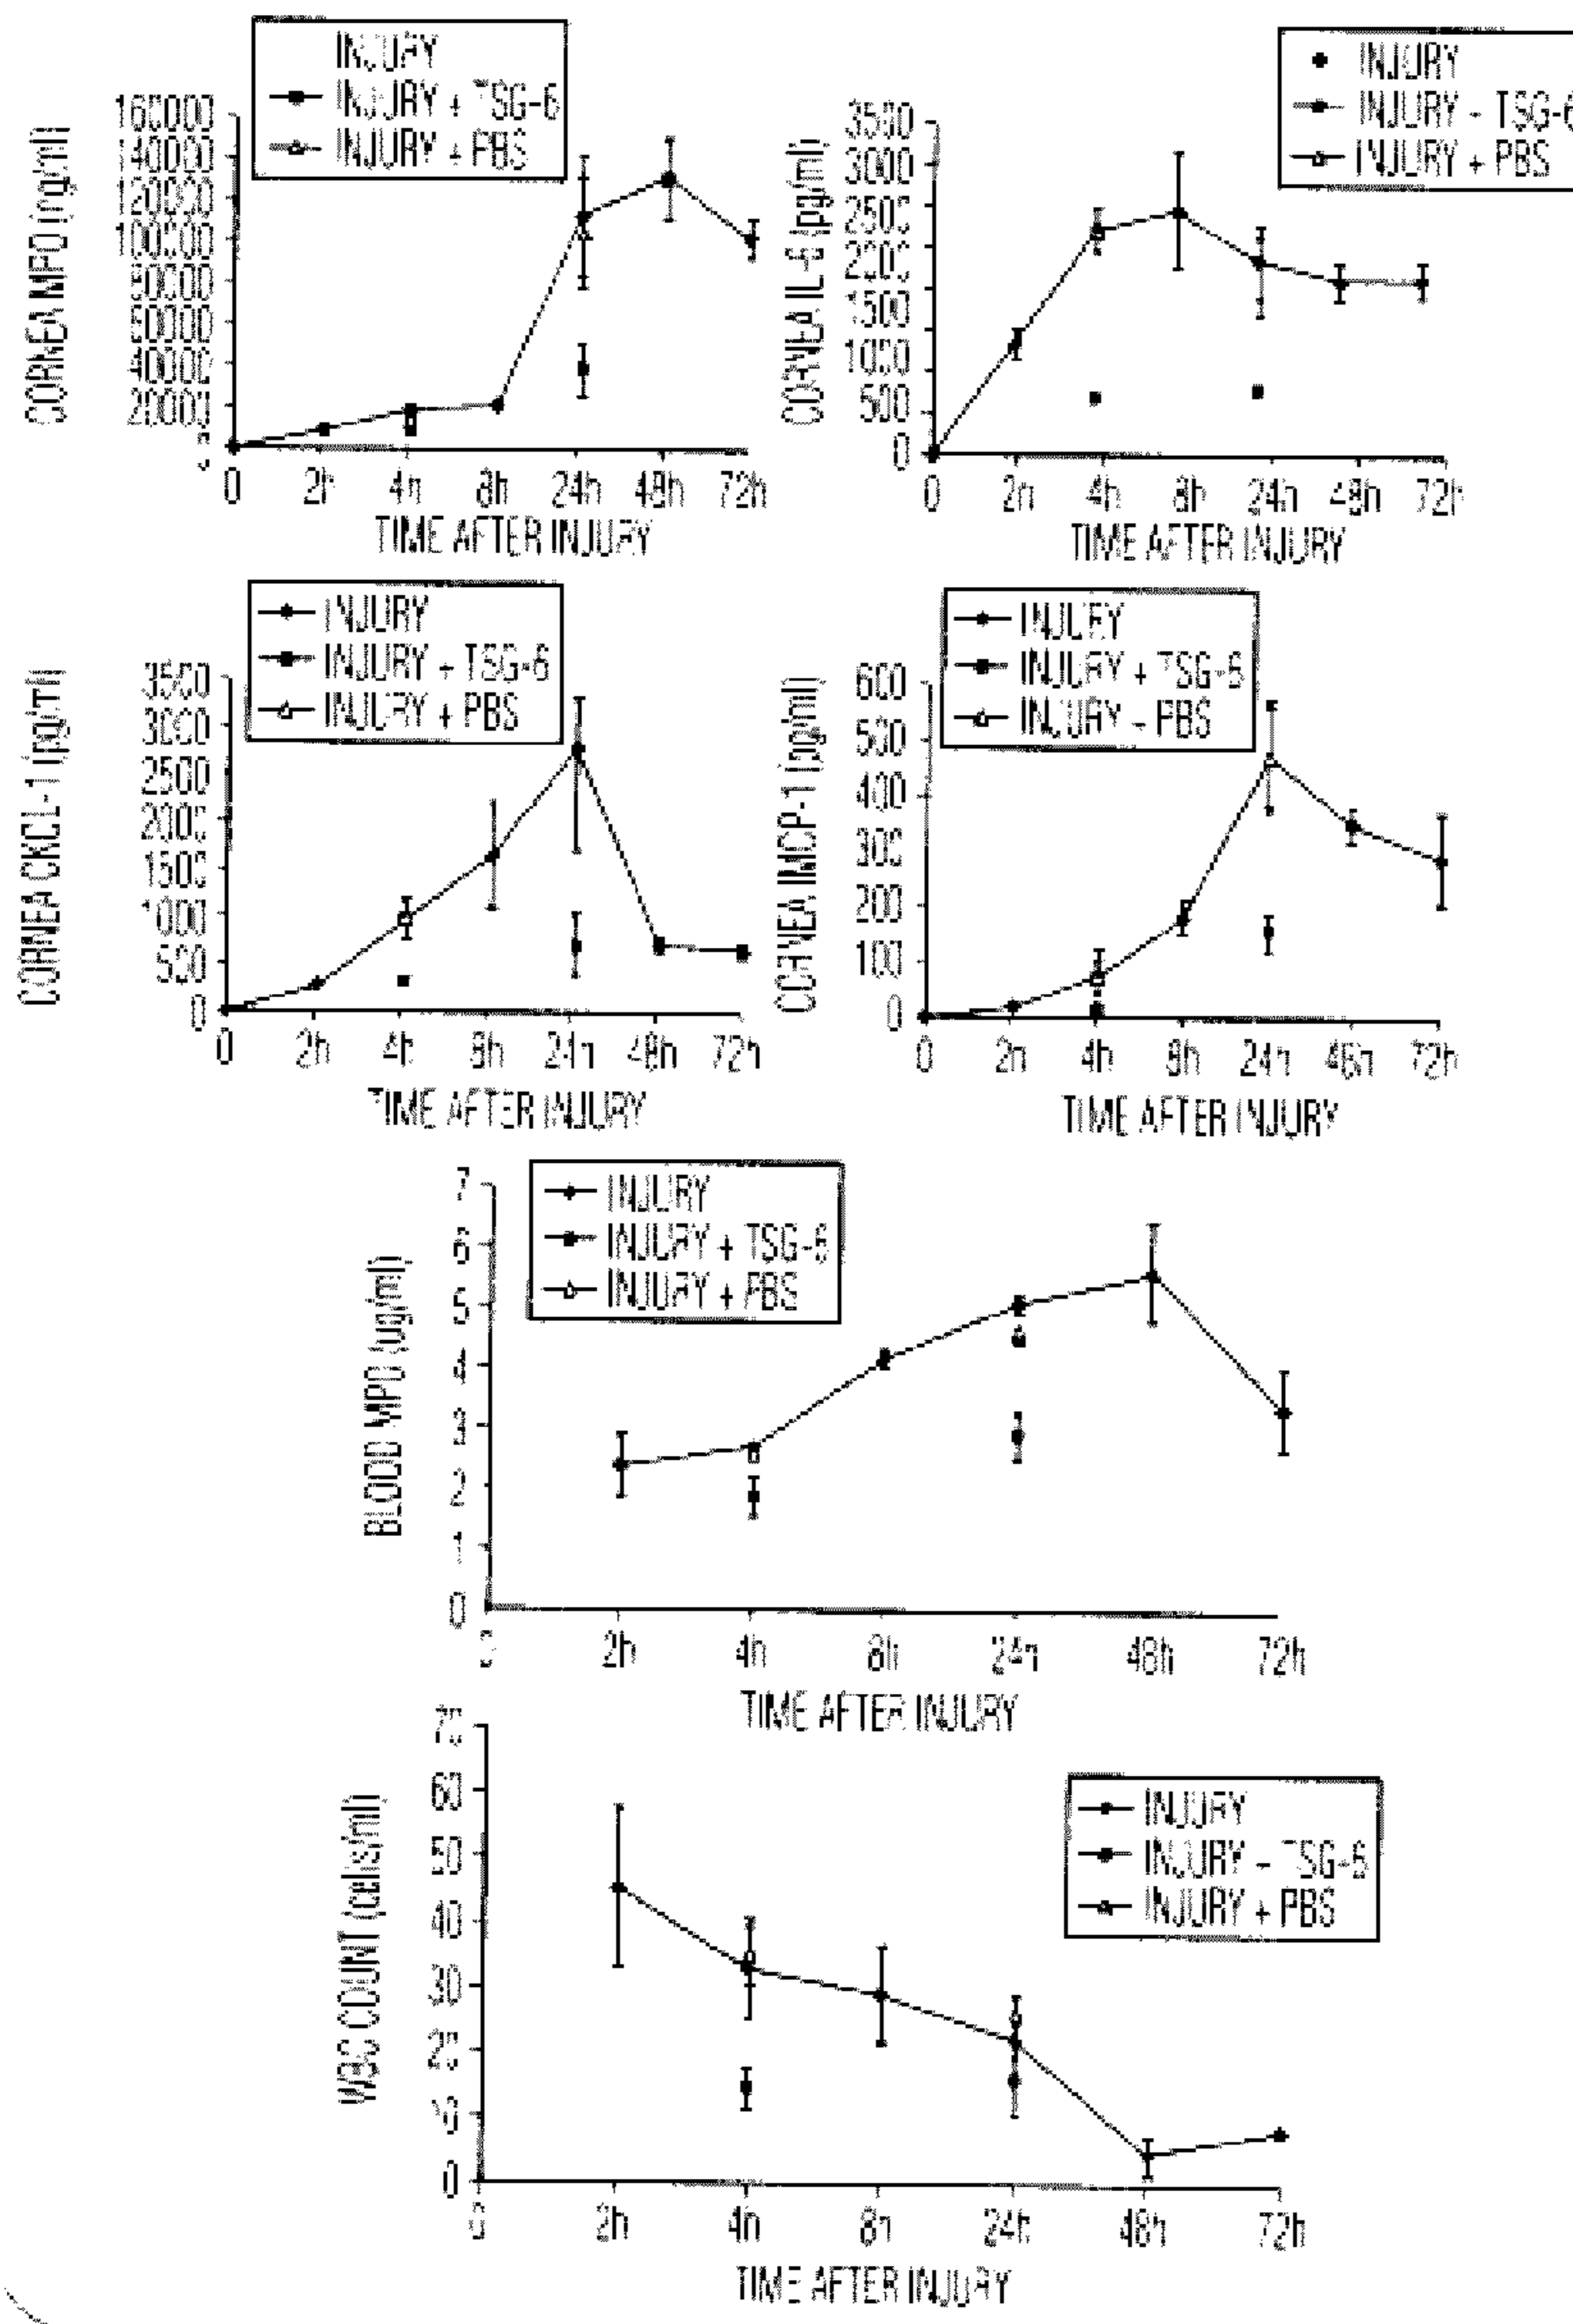 INJURY
INJURY + TSG-6
INJURY + PBS
CORNEA MPO (ng/ml)
160000
140000
120000
100000
80000
60000
40000
20000
0
0 2h 4h 8h 24h 48h 72h
TIME AFTER INJURY
INJURY
INJURY - TSG-6
INJURY + PBS
CORNEA IL-6 (pg/ml)
3500
3000
2500
2000
1500
1000
500
0
0 2h 4h 8h 24h 48h 72h
TIME AFTER INJURY
INJURY
INJURY + TSG-6
INJURY + PBS
CORNEA CXCL-1 (pg/ml)
3500
3000
2500
2000
1500
1000
500
0
0 2h 4h 8h 24h 48h 72h
TIME AFTER INJURY
INJURY
INJURY + TSG-6
INJURY - PBS
CORNEA
600
500
400
300
200
100
0
0 2h 4h 8h 24h 48h 72h
TIME AFTER INJURY
INJURY
INJURY + TSG-6
INJURY + PBS
BLOOD MPO (ug/ml)
7
6
5
4
3
2
1
0
0 2h 4h 8h 24h 48h 72h
TIME AFTER INJURY
INJURY
INJURY - TSG-6
INJURY + PBS
WBC COUNT (cells/ml)
70
60
50
40
30
20
10
0
0 2h 4h 8h 24h 48h 72h
TIME AFTER INJURY